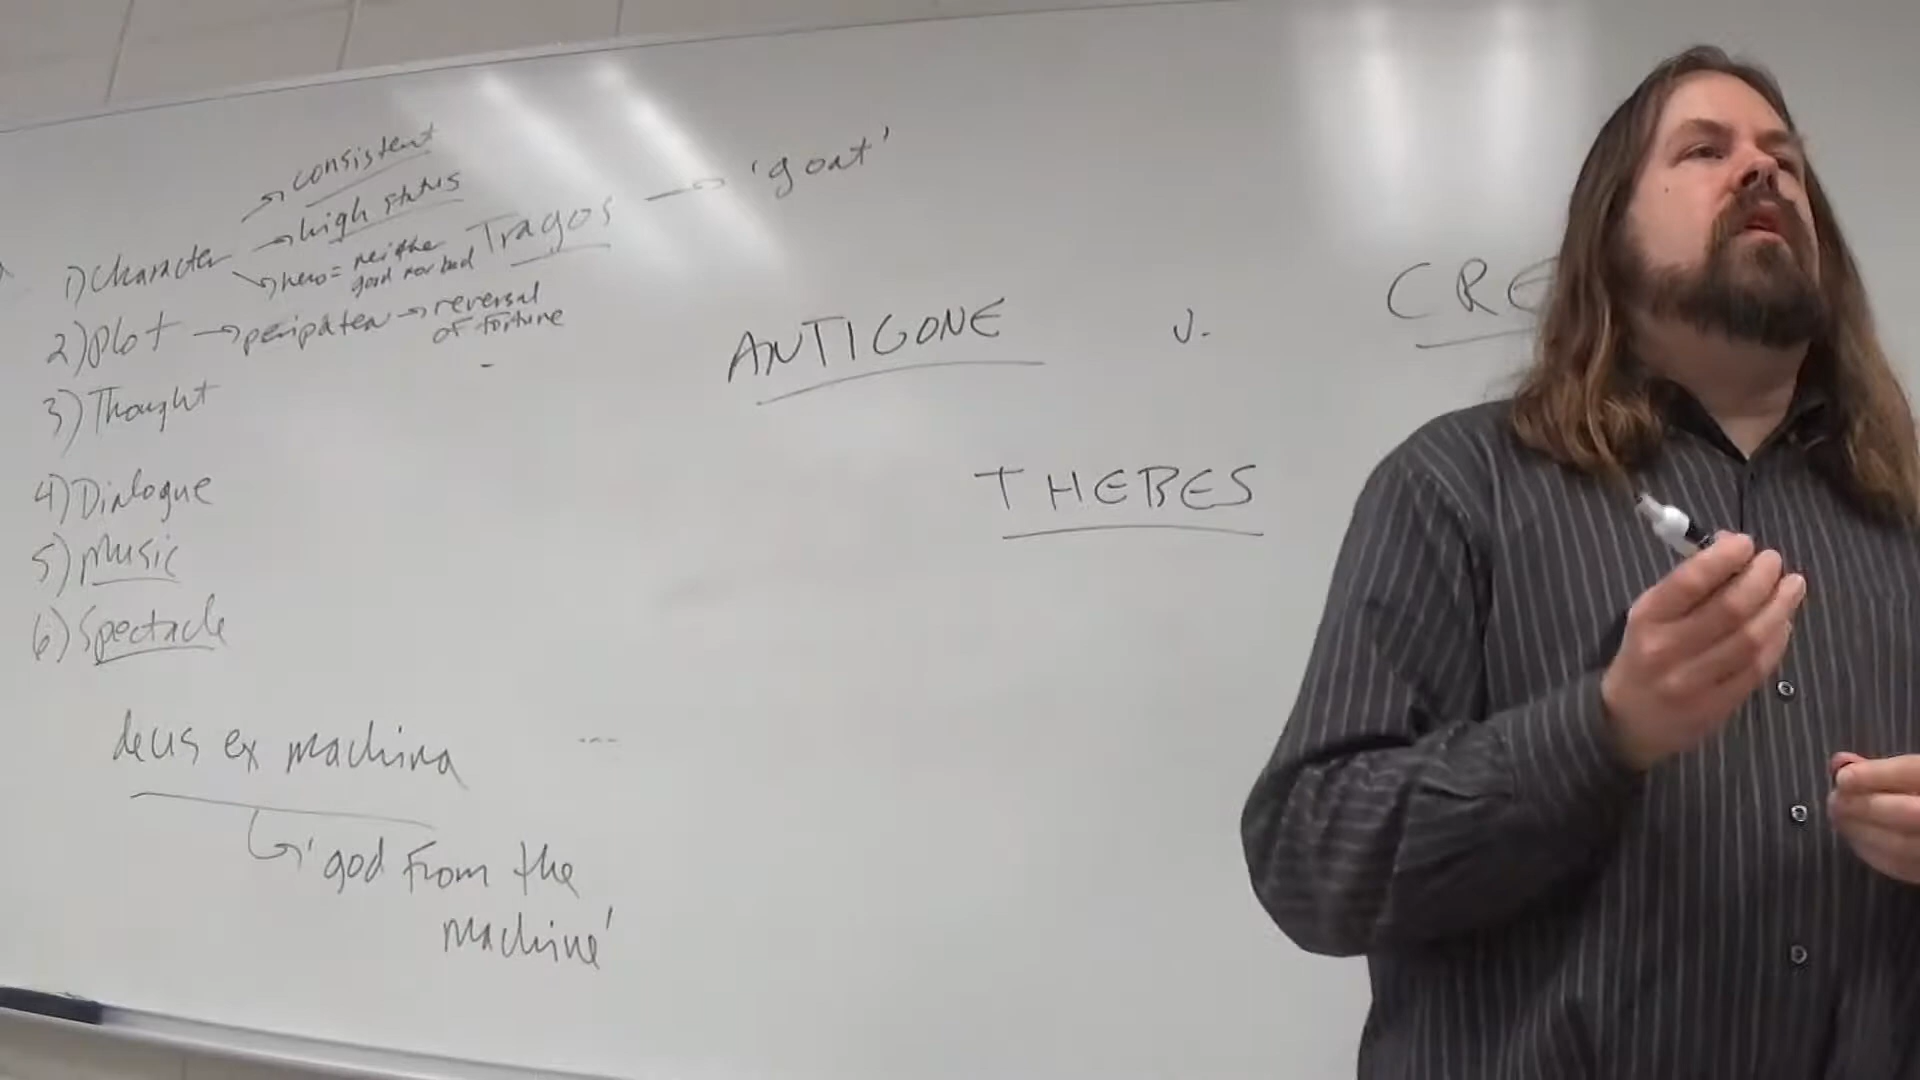 1) Character → consistent
→ high status
→ hero = neither
good nor bad
Tragos → 'goat'
2) Plot → peripatea → reversal
of fortune
3) Thought
4) Dialogue
5) Music
6) Spectacle
deus ex machina
↳ 'god from the
machine'
ANTIGONE v. CRE
THEBES